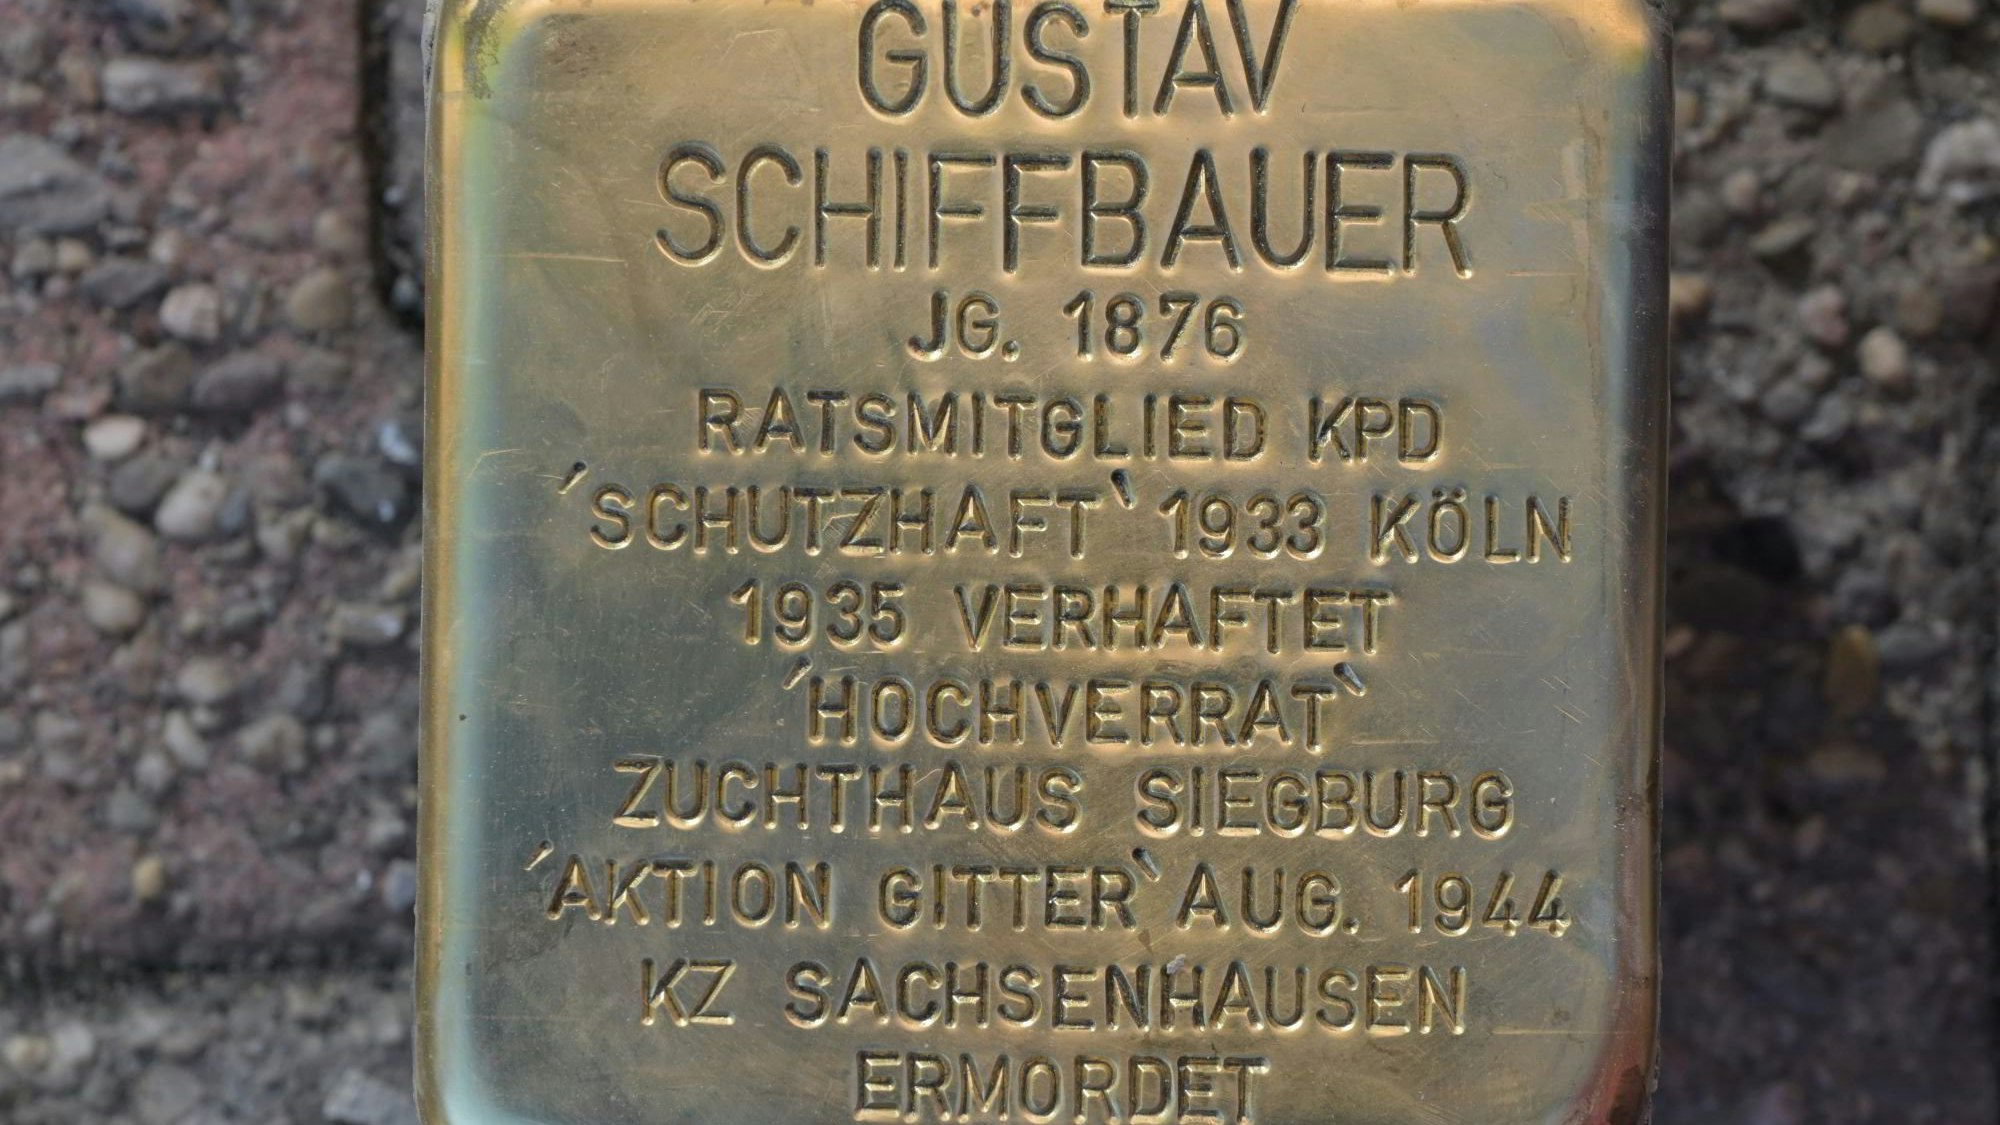 GUSTAV
SCHIFFBAUER
JG. 1876
RATSMITGLIED KPD
'SCHUTZHAFT' 1933 KÖLN
1935 VERHAFTET
'HOCHVERRAT'
ZUCHTHAUS SIEGBURG
'AKTION GITTER' AUG. 1944
KZ SACHSENHAUSEN
ERMORDET